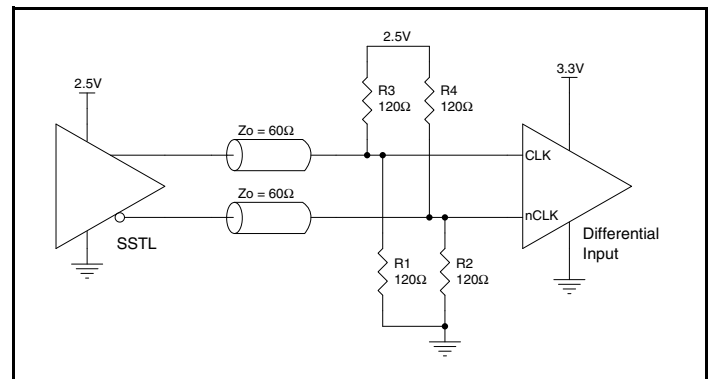 2.5V
2.5V
3.3V
R3
120Ω
R4
120Ω
Zo = 60Ω
CLK
Zo = 60Ω
nCLK
SSTL
Differential
Input
R1
120Ω
R2
120Ω